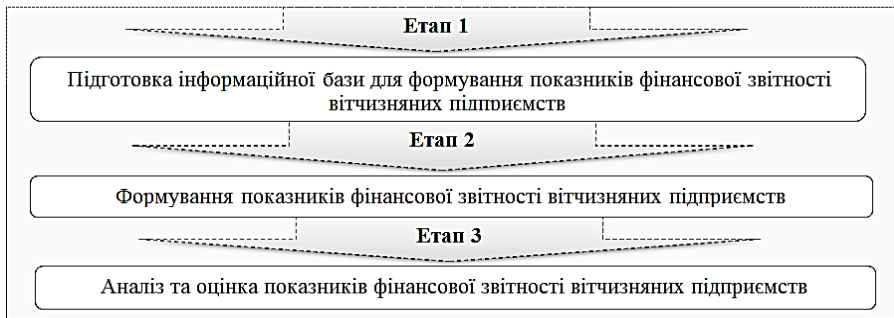 Етап 1
Підготовка інформаційної бази для формування показників фінансової звітності
вітчизняних підприємств
Етап 2
Формування показників фінансової звітності вітчизняних підприємств
Етап 3
Аналіз та оцінка показників фінансової звітності вітчизняних підприємств